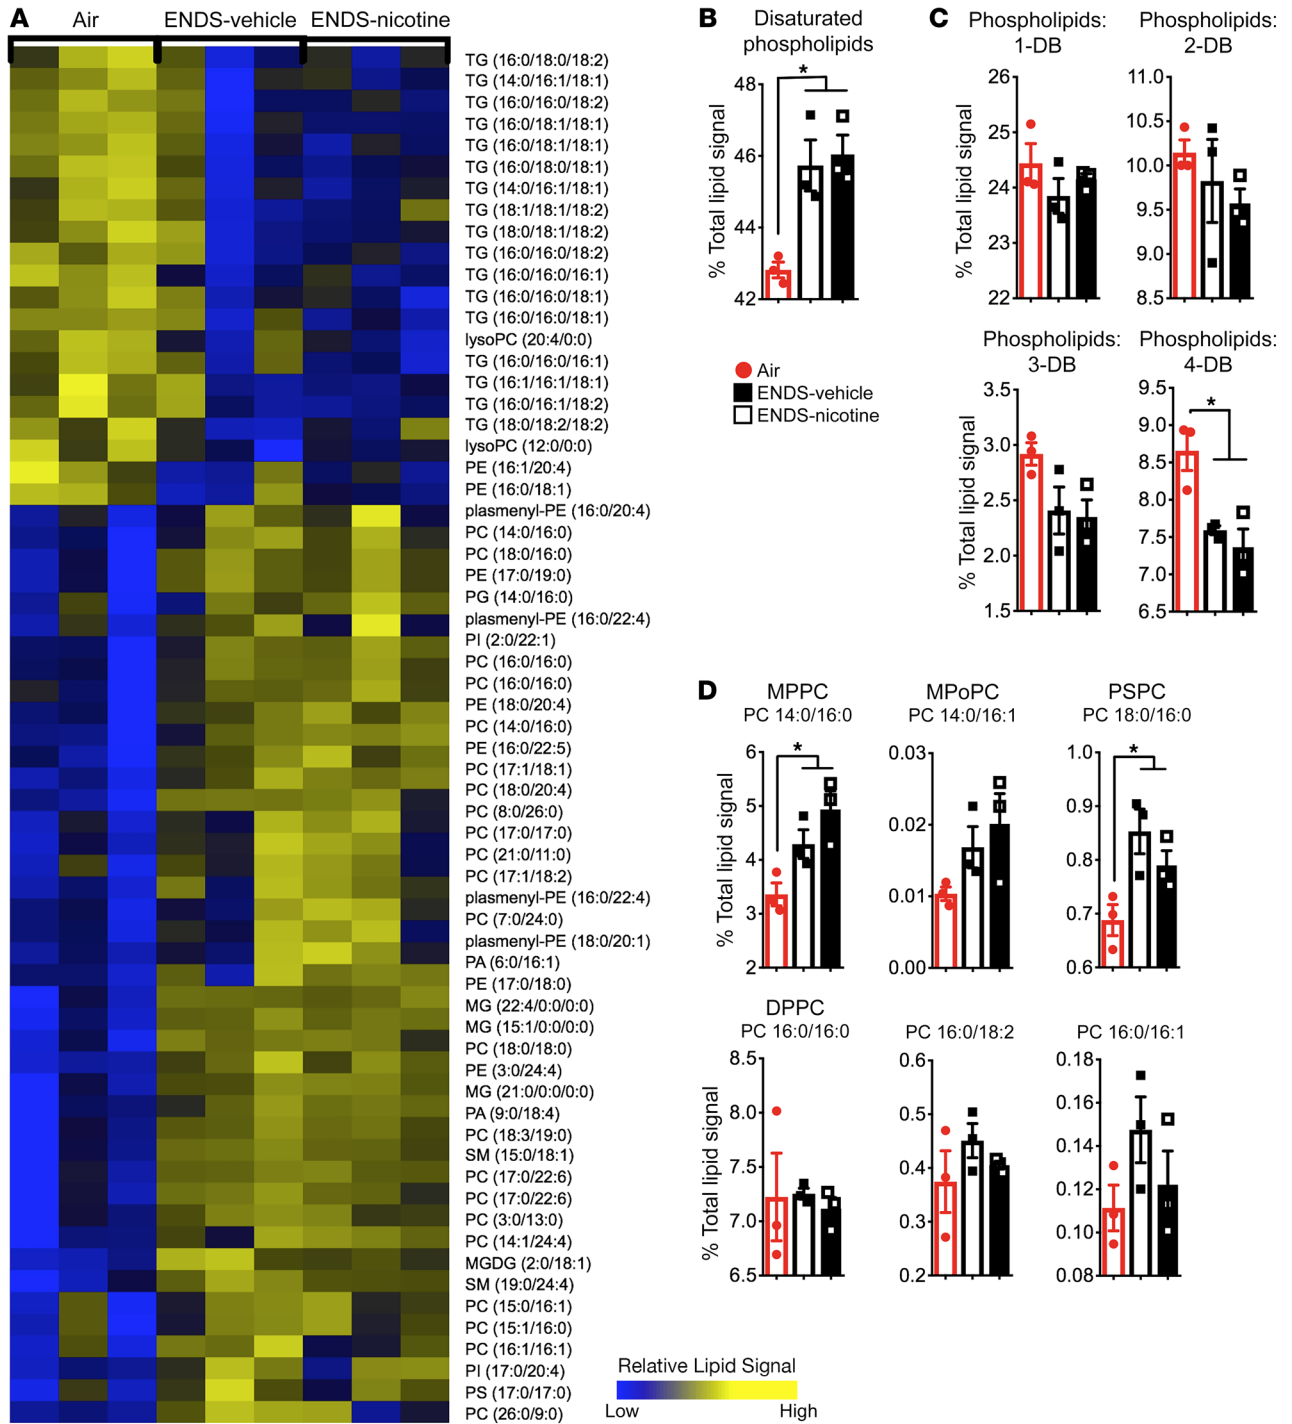 A
Air
ENDS-vehicle
ENDS-nicotine
TG (16:0/18:0/18:2)
TG (14:0/16:1/18:1)
TG (16:0/16:0/18:2)
TG (16:0/18:1/18:1)
TG (16:0/18:1/18:1)
TG (16:0/18:0/18:1)
TG (14:0/16:1/18:1)
TG (18:1/18:1/18:2)
TG (18:0/18:1/18:2)
TG (16:0/16:0/18:2)
TG (16:0/16:0/16:1)
TG (16:0/16:0/18:1)
TG (16:0/16:0/18:1)
lysoPC (20:4/0:0)
TG (16:0/16:0/16:1)
TG (16:1/16:1/18:1)
TG (16:0/16:1/18:2)
TG (18:0/18:2/18:2)
lysoPC (12:0/0:0)
PE (16:1/20:4)
PE (16:0/18:1)
plasmenyl-PE (16:0/20:4)
PC (14:0/16:0)
PC (18:0/16:0)
PE (17:0/19:0)
PG (14:0/16:0)
plasmenyl-PE (16:0/22:4)
PI (2:0/22:1)
PC (16:0/16:0)
PC (16:0/16:0)
PE (18:0/20:4)
PC (14:0/16:0)
PE (16:0/22:5)
PC (17:1/18:1)
PC (18:0/20:4)
PC (8:0/26:0)
PC (17:0/17:0)
PC (21:0/11:0)
PC (17:1/18:2)
plasmenyl-PE (16:0/22:4)
PC (7:0/24:0)
plasmenyl-PE (18:0/20:1)
PA (6:0/16:1)
PE (17:0/18:0)
MG (22:4/0:0/0:0)
MG (15:1/0:0/0:0)
PC (18:0/18:0)
PE (3:0/24:4)
MG (21:0/0:0/0:0)
PA (9:0/18:4)
PC (18:3/19:0)
SM (15:0/18:1)
PC (17:0/22:6)
PC (17:0/22:6)
PC (3:0/13:0)
PC (14:1/24:4)
MGDG (2:0/18:1)
SM (19:0/24:4)
PC (15:0/16:1)
PC (15:1/16:0)
PC (16:1/16:1)
PI (17:0/20:4)
PS (17:0/17:0)
PC (26:0/9:0)
Relative Lipid Signal
Low
High
B
Disaturated
phospholipids
% Total lipid signal
48
46
44
42
*
Air
ENDS-vehicle
ENDS-nicotine
C
Phospholipids:
1-DB
% Total lipid signal
26
25
24
23
22
Phospholipids:
2-DB
11.0
10.5
10.0
9.5
9.0
8.5
Phospholipids:
3-DB
% Total lipid signal
3.5
3.0
2.5
2.0
1.5
Phospholipids:
4-DB
9.5
9.0
8.5
8.0
7.5
7.0
6.5
*
D
MPPC
PC 14:0/16:0
% Total lipid signal
6
5
4
3
2
*
MPoPC
PC 14:0/16:1
0.03
0.02
0.01
0.00
PSPC
PC 18:0/16:0
1.0
0.9
0.8
0.7
0.6
*
DPPC
PC 16:0/16:0
% Total lipid signal
8.5
8.0
7.5
7.0
6.5
PC 16:0/18:2
0.6
0.5
0.4
0.3
0.2
PC 16:0/16:1
0.18
0.16
0.14
0.12
0.10
0.08